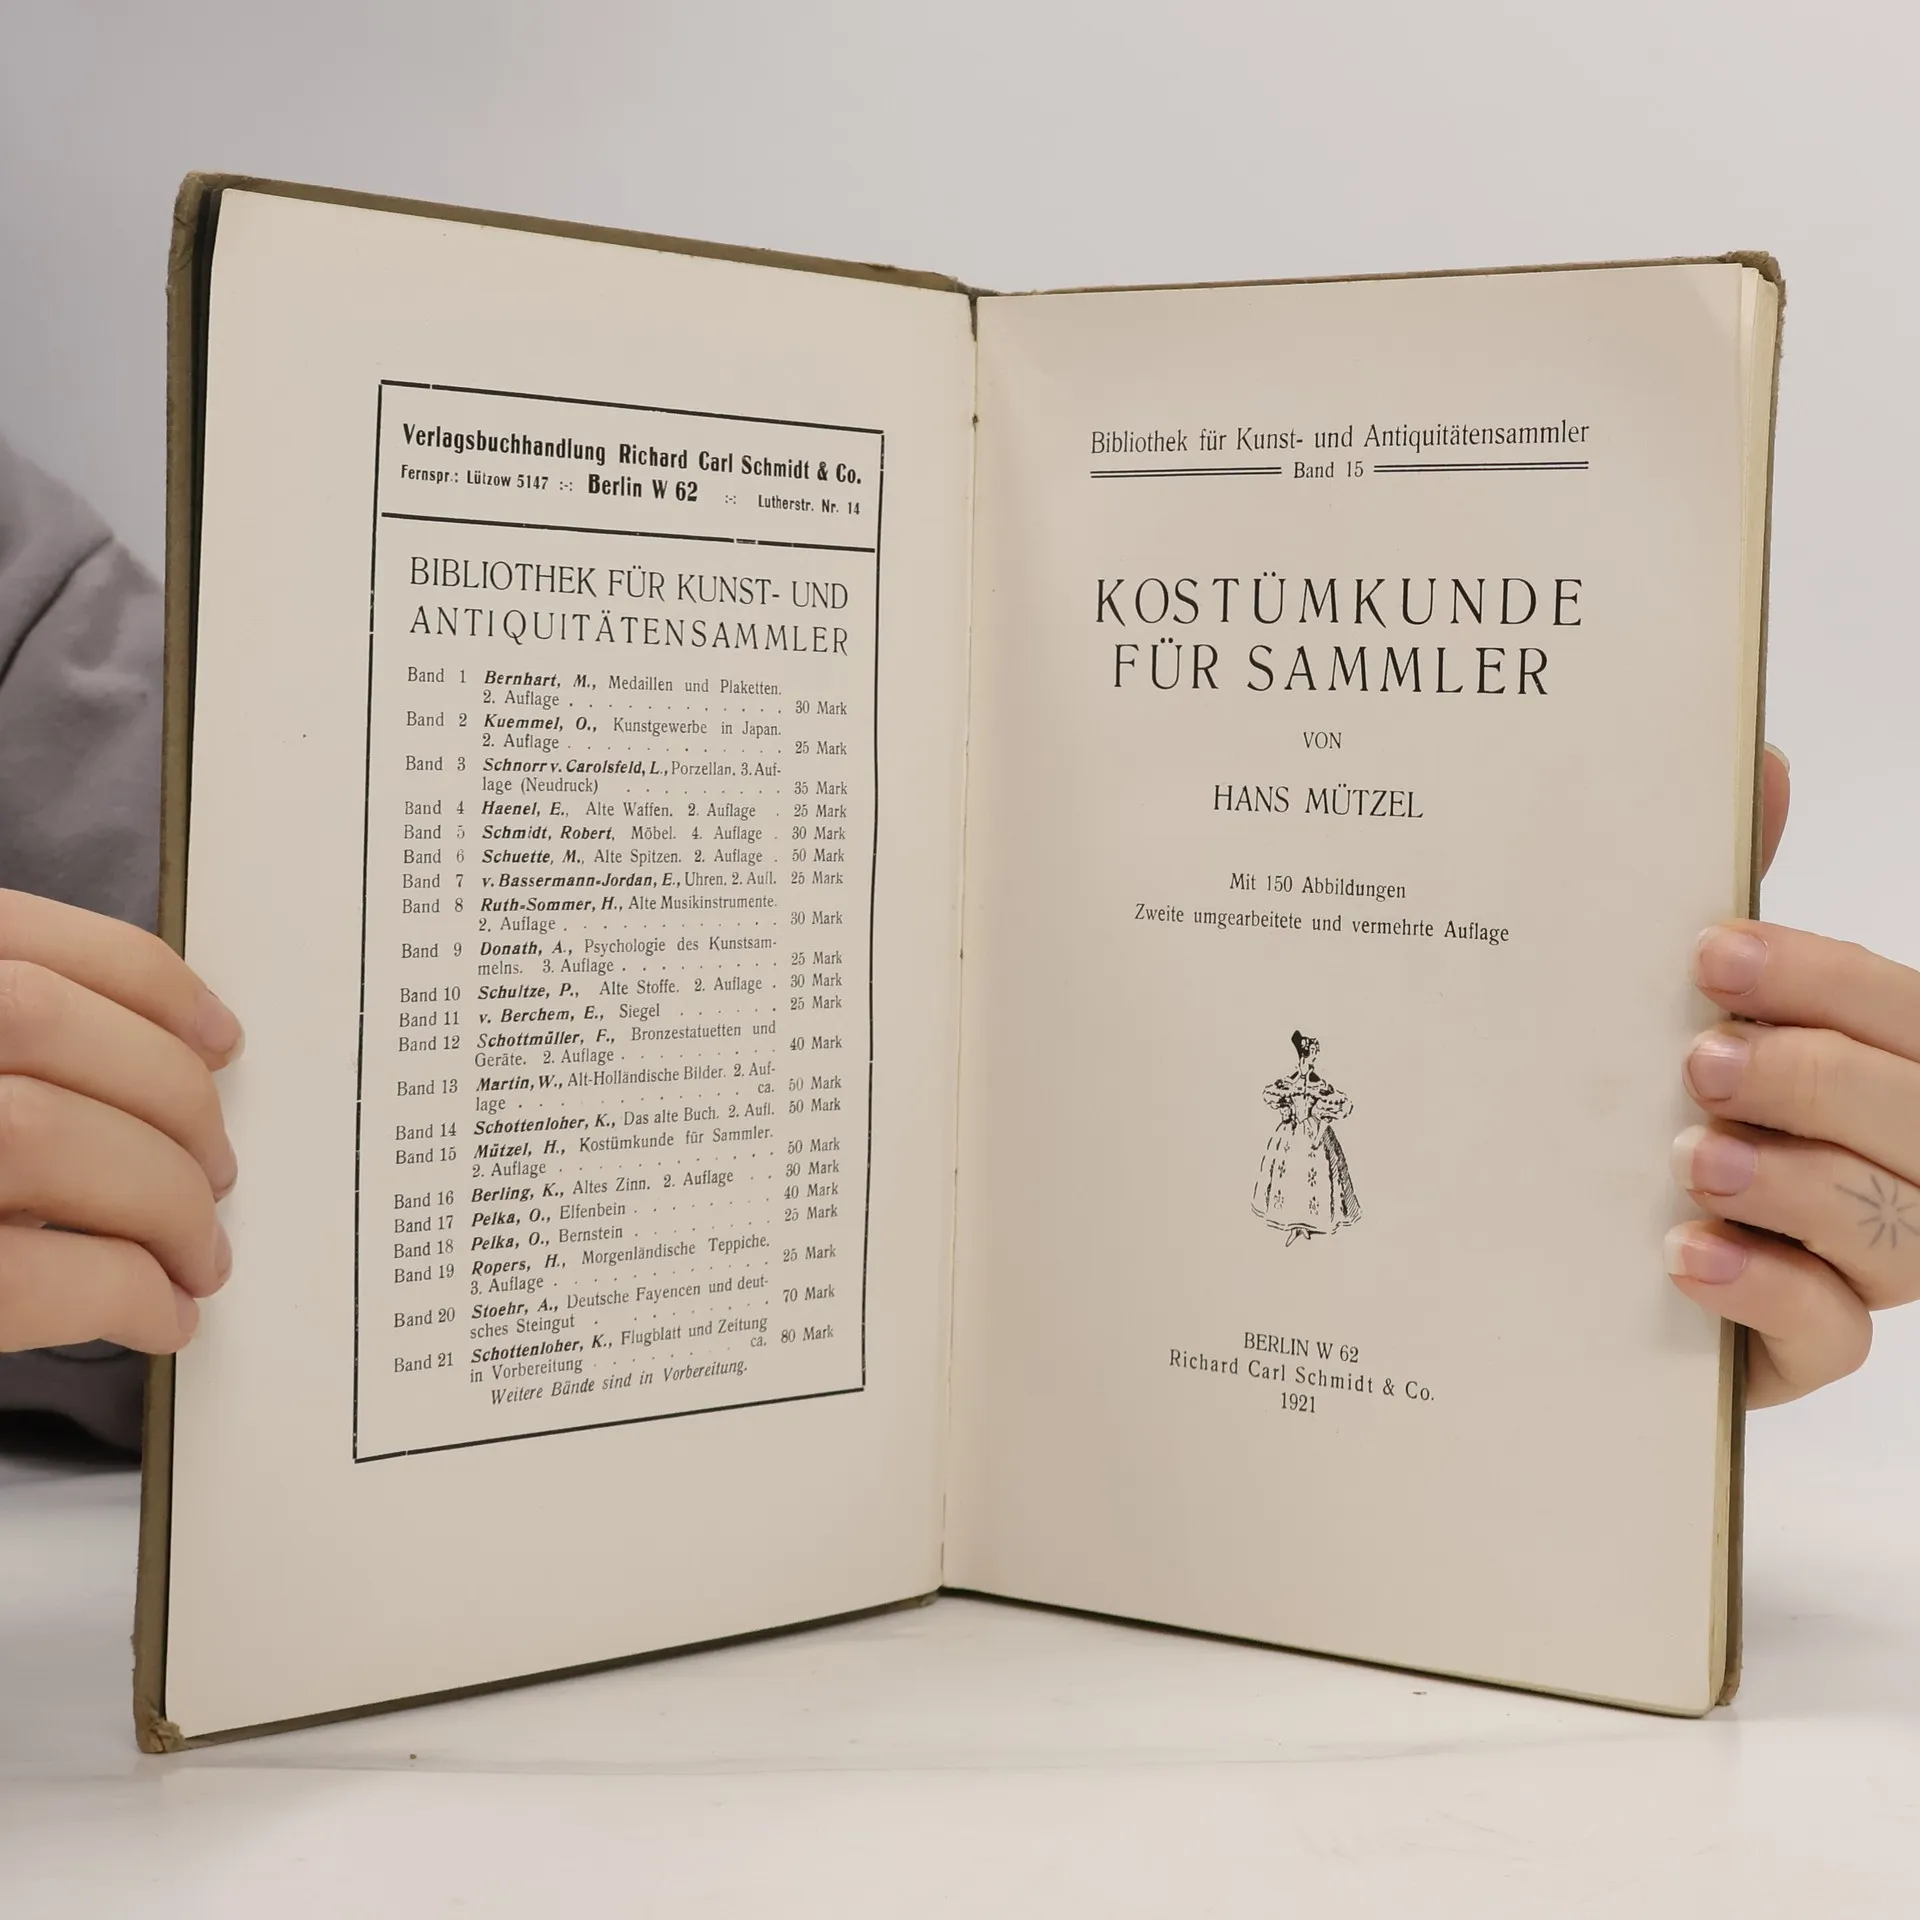 Verlagsbuchhandlung Richard Carl Schmidt & Co.
Fernspr.: Lützow 5147 :-: Berlin W 62 :-: Lutherstr. Nr. 14
BIBLIOTHEK FÜR KUNST- UND
ANTIQUITÄTENSAMMLER
Band 1 Bernhart, M., Medaillen und Plaketten.
2. Auflage . . . . . . . . . . . . 30 Mark
Band 2 Kuemmel, O., Kunstgewerbe in Japan.
2. Auflage . . . . . . . . . . . . 25 Mark
Band 3 Schnorr v. Carolsfeld, L., Porzellan. 3. Auf-
lage (Neudruck) . . . . . . . . . 35 Mark
Band 4 Haenel, E., Alte Waffen. 2. Auflage . 25 Mark
Band 5 Schmidt, Robert, Möbel. 4. Auflage . 30 Mark
Band 6 Schuette, M., Alte Spitzen. 2. Auflage . 50 Mark
Band 7 v. Bassermann-Jordan, E., Uhren. 2. Aufl. 25 Mark
Band 8 Ruth-Sommer, H., Alte Musikinstrumente.
2. Auflage . . . . . . . . . . . . 30 Mark
Band 9 Donath, A., Psychologie des Kunstsam-
melns. 3. Auflage . . . . . . . . . 25 Mark
Band 10 Schultze, P., Alte Stoffe. 2. Auflage . 30 Mark
Band 11 v. Berchem, E., Siegel . . . . . . 25 Mark
Band 12 Schottmüller, F., Bronzestatuetten und
Geräte. 2. Auflage . . . . . . . . . 40 Mark
Band 13 Martin, W., Alt-Holländische Bilder. 2. Auf-
lage . . . . . . . . . . . . ca. 50 Mark
Band 14 Schottenloher, K., Das alte Buch. 2. Aufl. 50 Mark
Band 15 Mützel, H., Kostümkunde für Sammler.
2. Auflage . . . . . . . . . . . . 50 Mark
Band 16 Berling, K., Altes Zinn. 2. Auflage . . 30 Mark
Band 17 Pelka, O., Elfenbein . . . . . . . 40 Mark
Band 18 Pelka, O., Bernstein . . . . . . . 25 Mark
Band 19 Ropers, H., Morgenländische Teppiche.
3. Auflage . . . . . . . . . . . . 25 Mark
Band 20 Stoehr, A., Deutsche Fayencen und deut-
sches Steingut . . . . . . . . . 70 Mark
Band 21 Schottenloher, K., Flugblatt und Zeitung
in Vorbereitung . . . . . . . . ca. 80 Mark
Weitere Bände sind in Vorbereitung.
Bibliothek für Kunst- und Antiquitätensammler
Band 15
KOSTÜMKUNDE
FÜR SAMMLER
VON
HANS MÜTZEL
Mit 150 Abbildungen
Zweite umgearbeitete und vermehrte Auflage
BERLIN W 62
Richard Carl Schmidt & Co.
1921